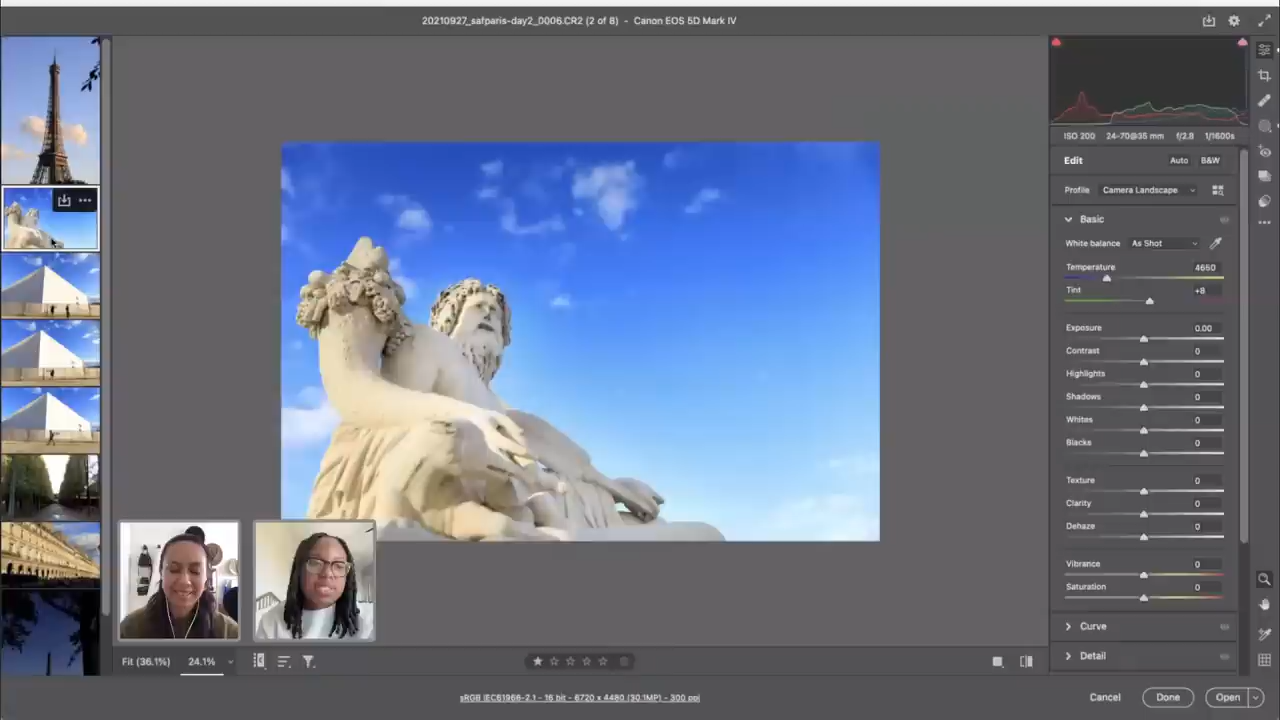 20210927_safparis-day2_0006.CR2 (2 of 8) - Canon EOS 5D Mark IV
ISO 200 24-70@35 mm f/2.8 1/1600s
Edit Auto B&W
Profile Camera Landscape
Basic
White balance As Shot
Temperature 4650
Tint +8
Exposure 0.00
Contrast 0
Highlights 0
Shadows 0
Whites 0
Blacks 0
Texture 0
Clarity 0
Dehaze 0
Vibrance 0
Saturation 0
Curve
Detail
Fit (36.1%) 24.1%
sRGB IEC61966-2.1 - 16 bit - 6720 x 4480 (30.1MP) - 300 ppi
Cancel Done Open